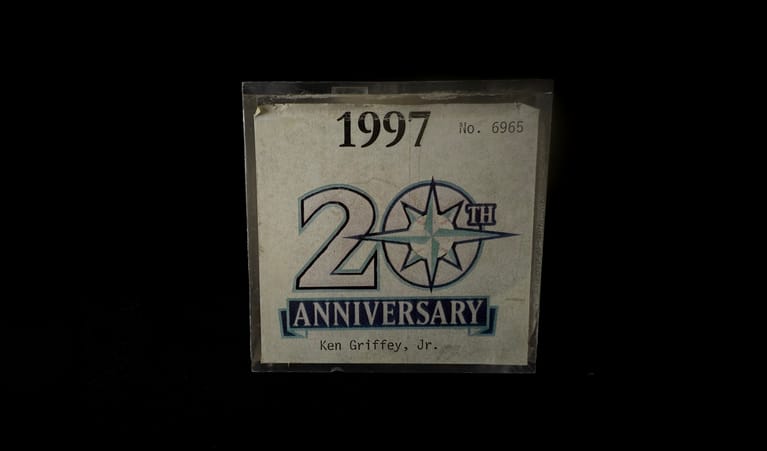 1997 No. 6965
20TH
ANNIVERSARY
Ken Griffey, Jr.